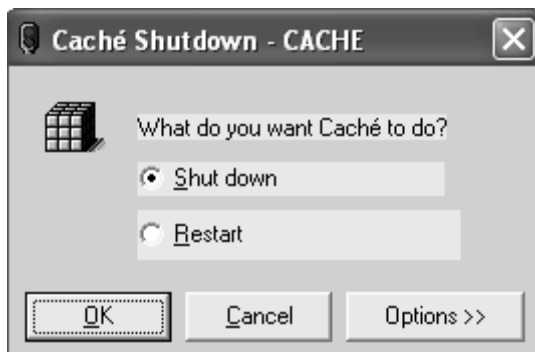 Caché Shutdown - CACHE
What do you want Caché to do?
Shut down
Restart
OK
Cancel
Options >>